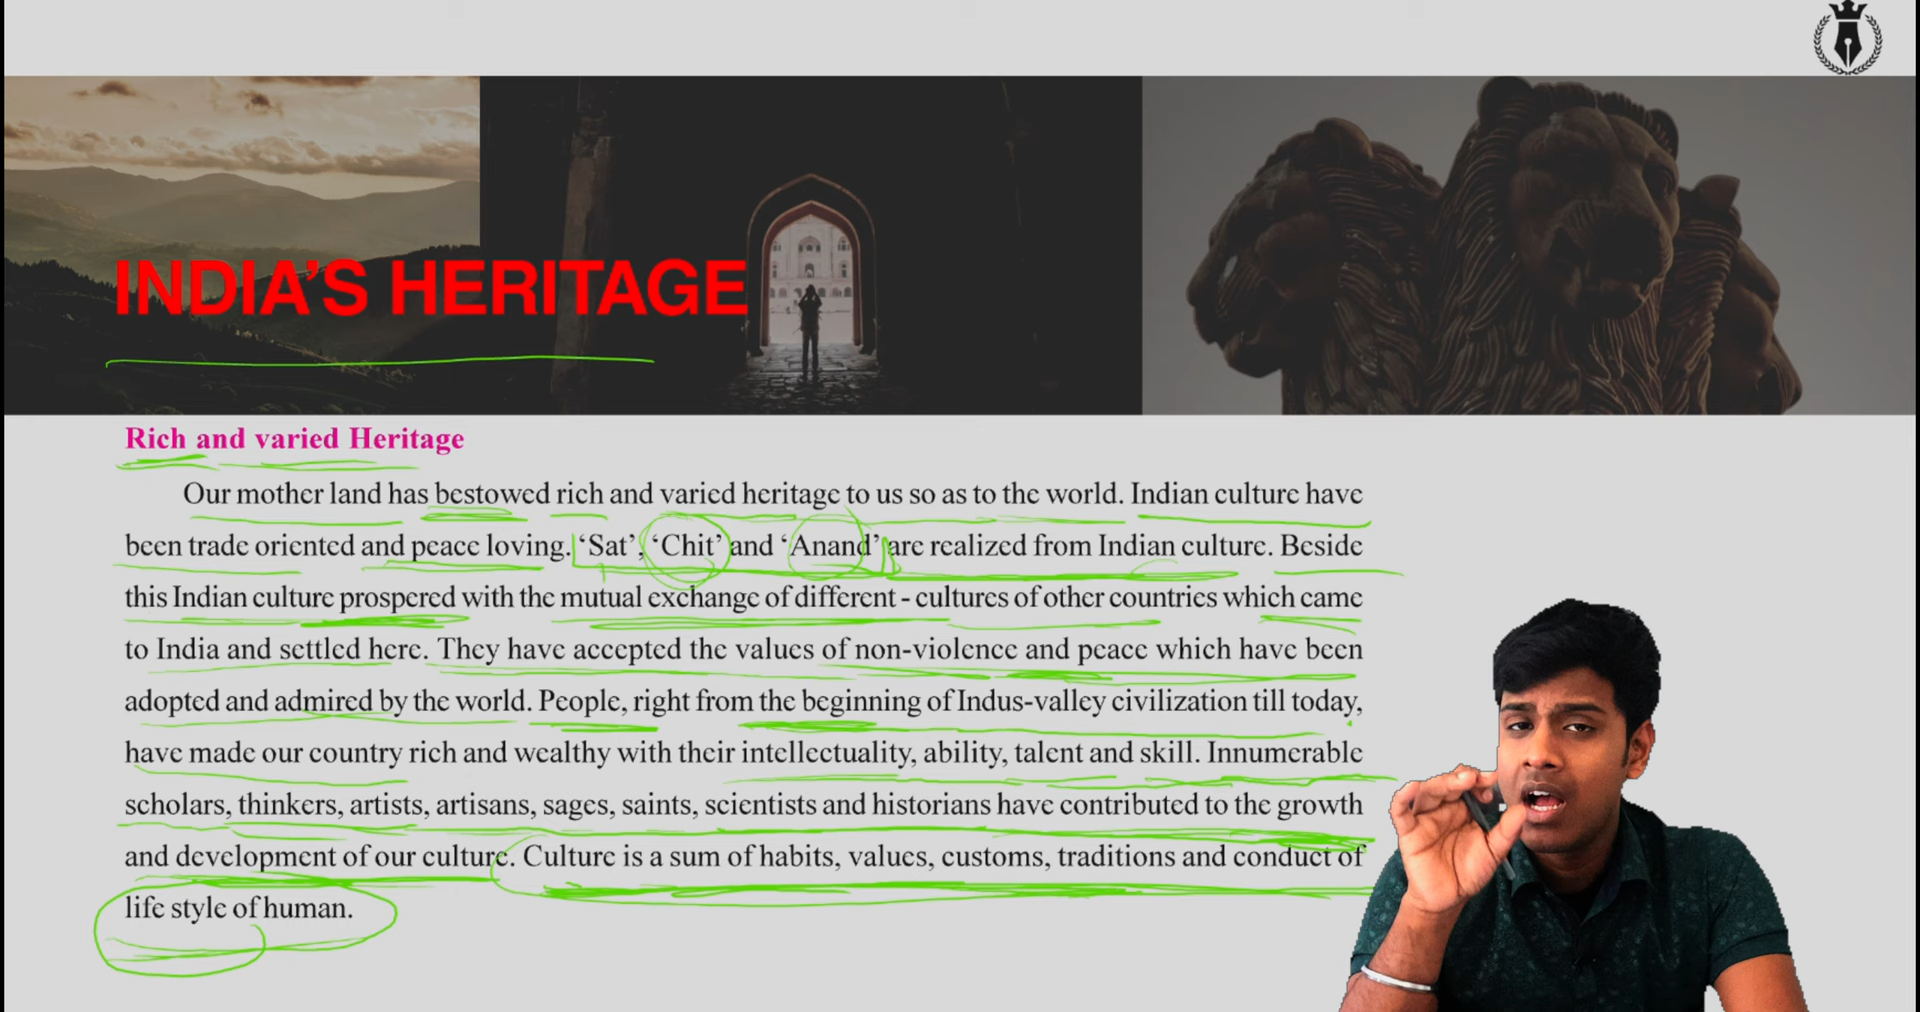 INDIA'S HERITAGE
Rich and varied Heritage
Our mother land has bestowed rich and varied heritage to us so as to the world. Indian culture have
been trade oriented and peace loving. ‘Sat’, ‘Chit’ and ‘Anand’ are realized from Indian culture. Beside
this Indian culture prospered with the mutual exchange of different - cultures of other countries which came
to India and settled here. They have accepted the values of non-violence and peace which have been
adopted and admired by the world. People, right from the beginning of Indus-valley civilization till today,
have made our country rich and wealthy with their intellectuality, ability, talent and skill. Innumerable
scholars, thinkers, artists, artisans, sages, saints, scientists and historians have contributed to the growth
and development of our culture. Culture is a sum of habits, values, customs, traditions and conduct of
life style of human.